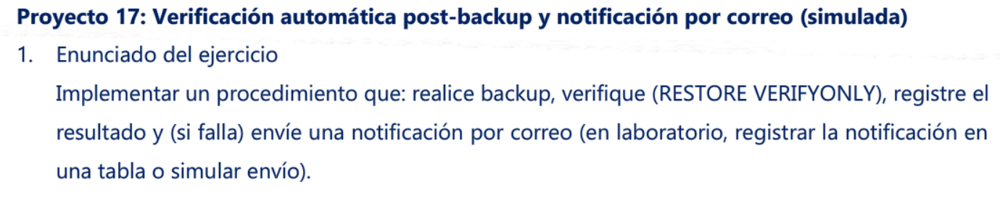 Proyecto 17: Verificación automática post-backup y notificación por correo (simulada)
1. Enunciado del ejercicio
Implementar un procedimiento que: realice backup, verifique (RESTORE VERIFYONLY), registre el
resultado y (si falla) envíe una notificación por correo (en laboratorio, registrar la notificación en
una tabla o simular envío).